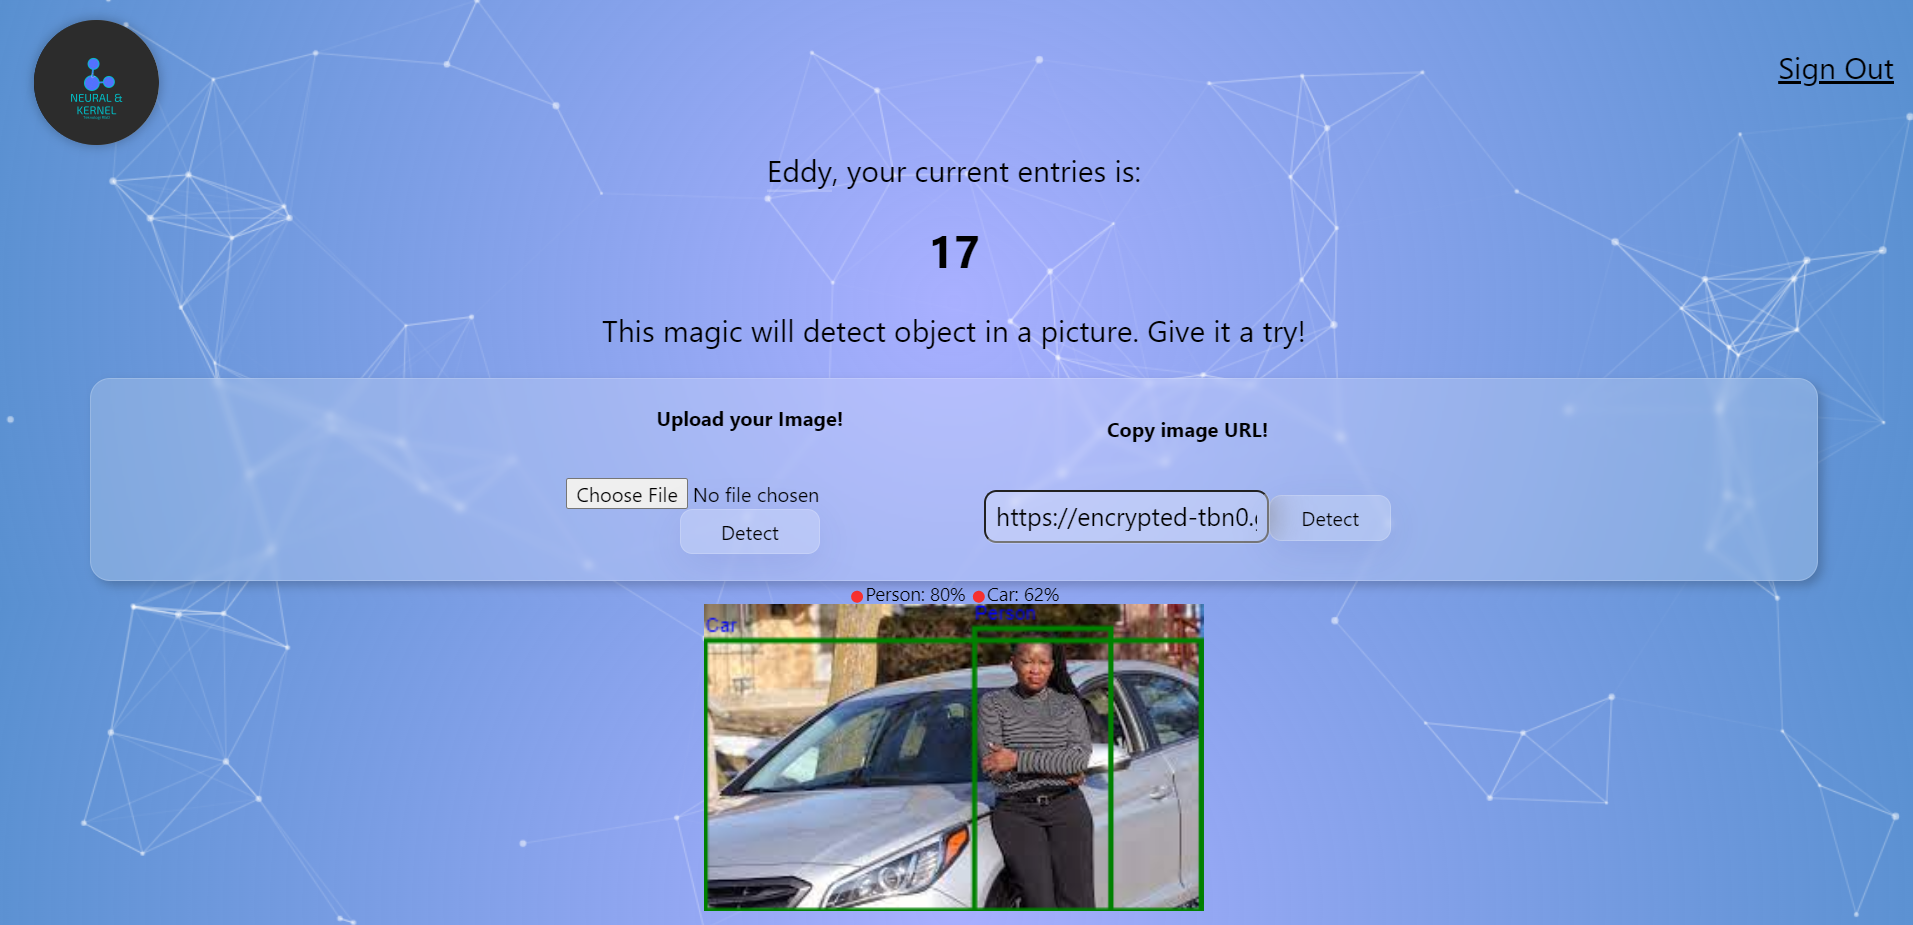 NEURAL &
KERNEL
Sign Out
Eddy, your current entries is:
17
This magic will detect object in a picture. Give it a try!
Upload your Image!
Copy image URL!
Choose File No file chosen
Detect
https://encrypted-tbn0.
Detect
Person: 80% Car: 62%
Person
Car